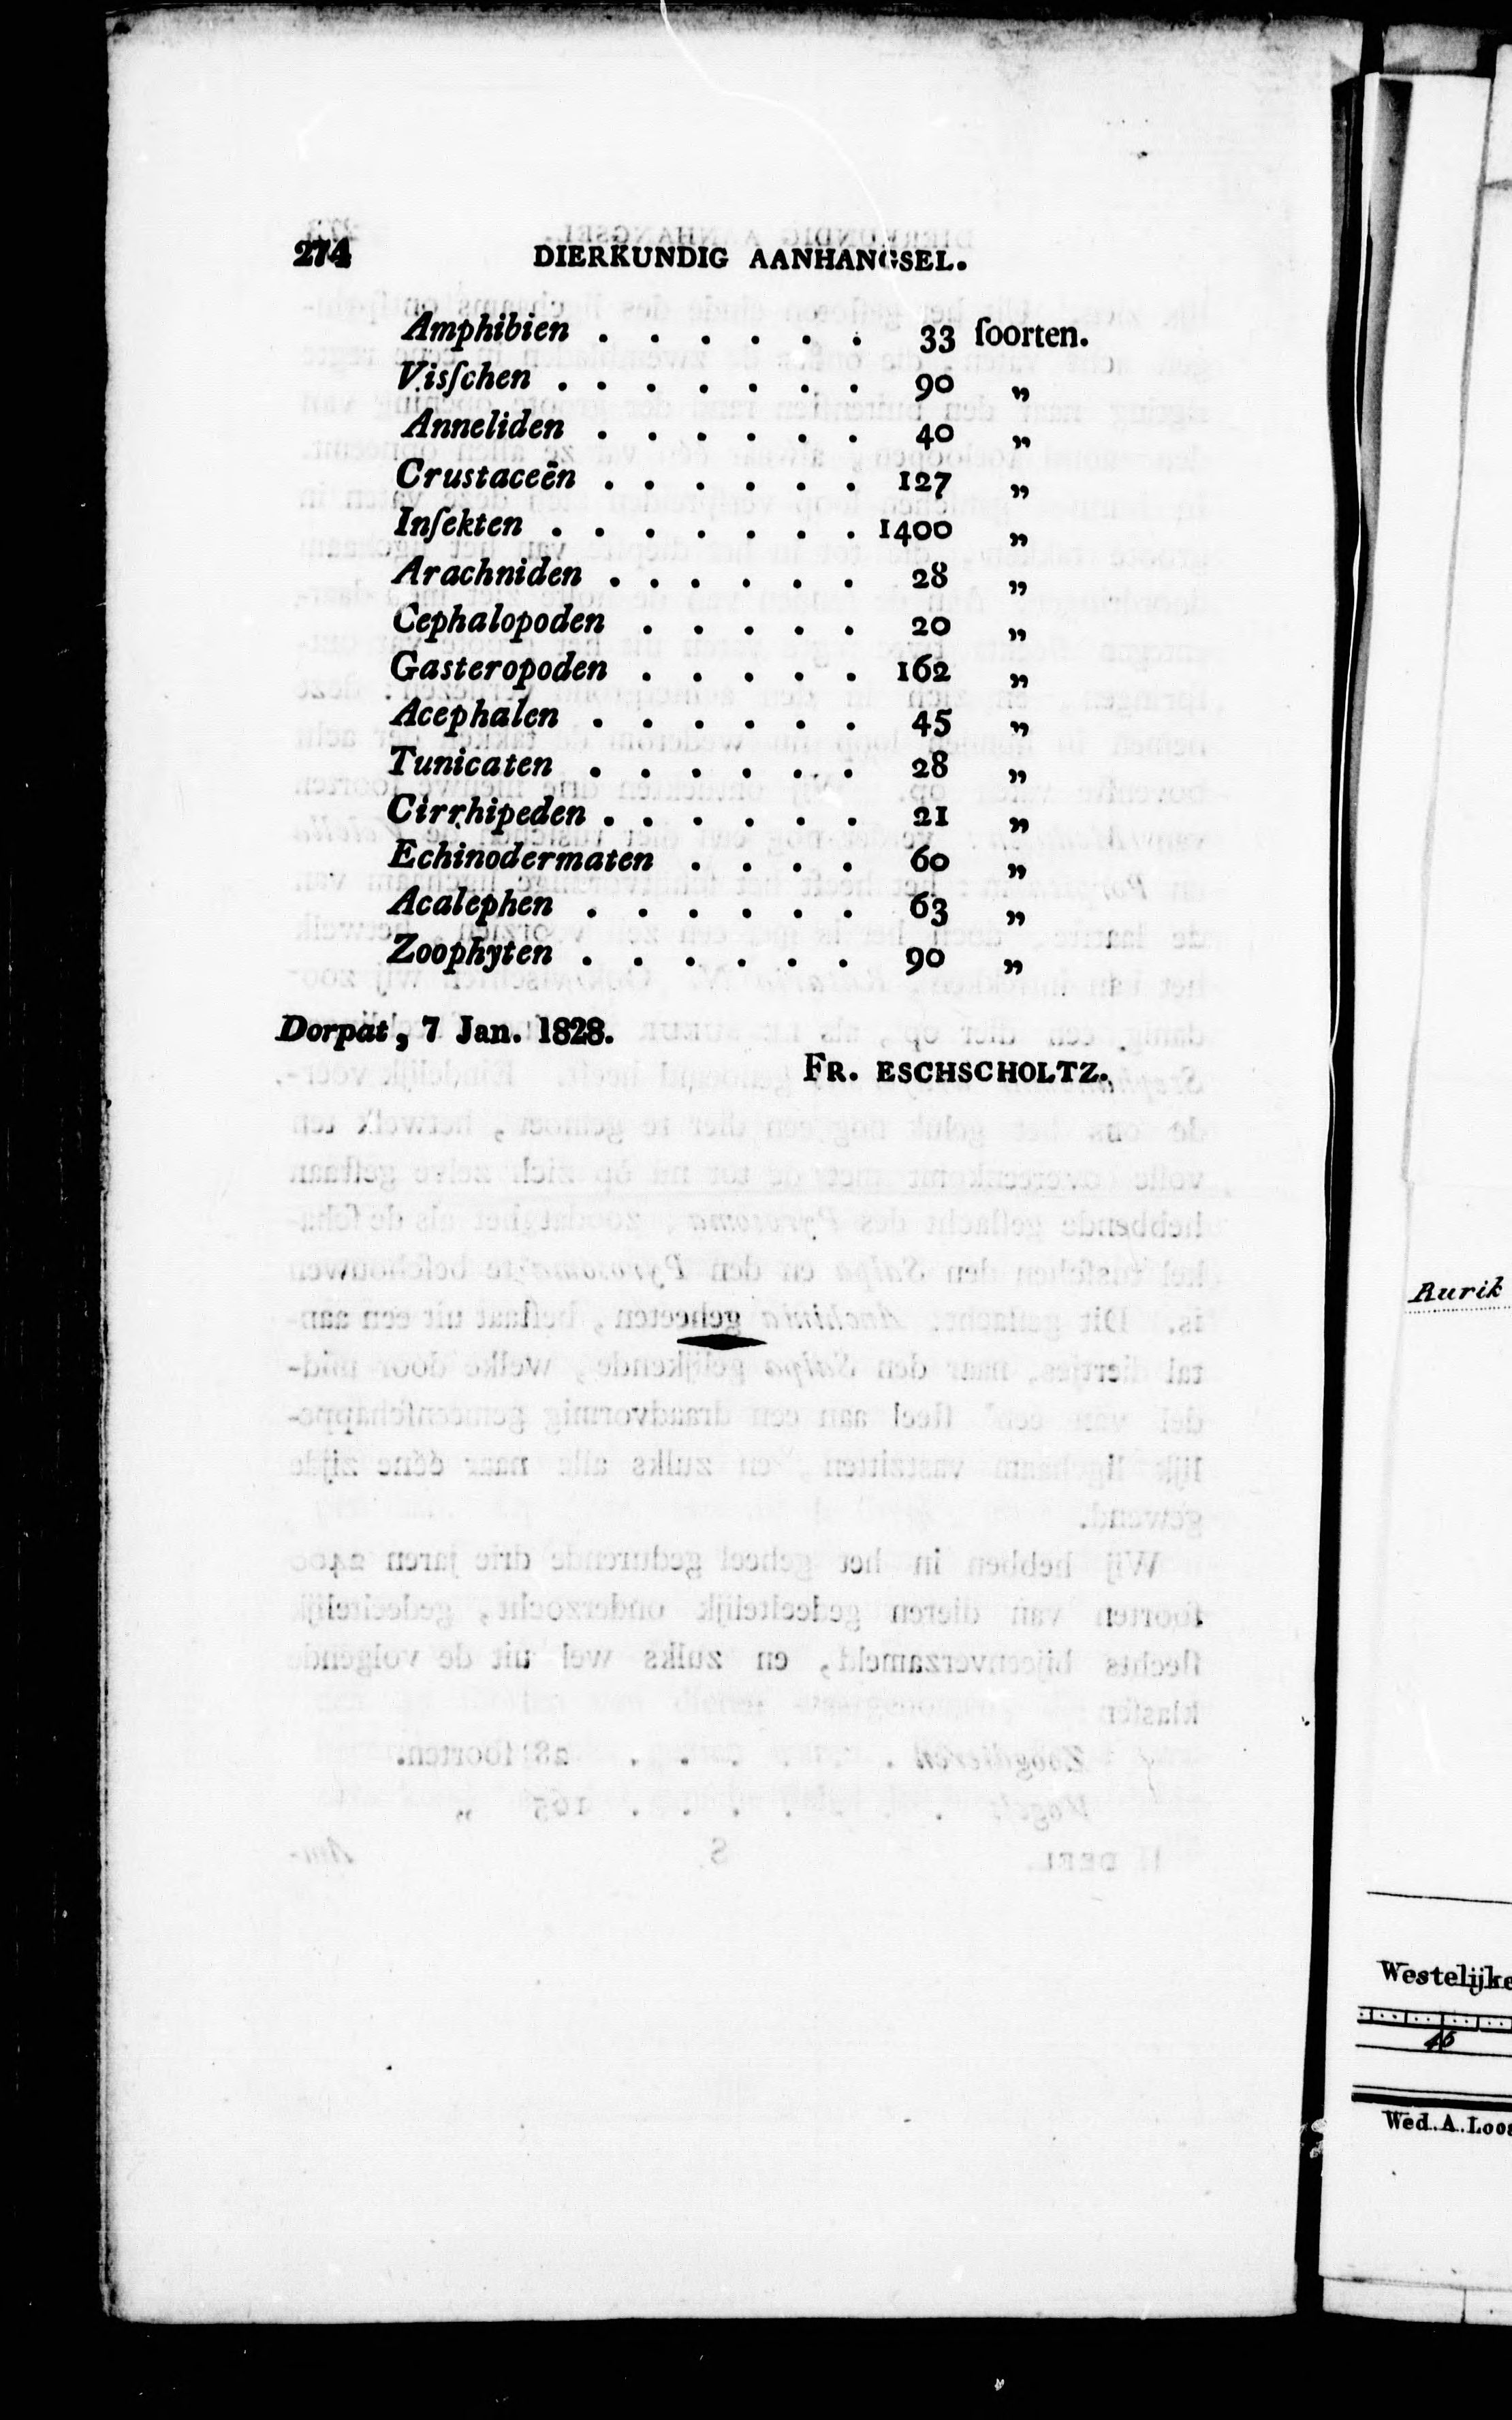 274 DIERKUNDIG AANHANGSEL.
Amphibien . . . . . . 33 ſoorten.
Visſchen . . . . . . . 90 „
Anneliden . . . . . . 40 „
Crustaceën . . . . . . 127 „
Inſekten . . . . . . . 1400 „
Arachniden . . . . . . 28 „
Cephalopoden . . . . . 20 „
Gasteropoden . . . . . 162 „
Acephalen . . . . . . 45 „
Tunicaten . . . . . . 28 „
Cirrhipeden . . . . . . 21 „
Echinodermaten . . . . 60 „
Acalephen . . . . . . 63 „
Zoophyten . . . . . . 90 „
Dorpat, 7 Jan. 1828.
FR. ESCHSCHOLTZ.
Rurik
Westelijke
46
Wed. A. Loos